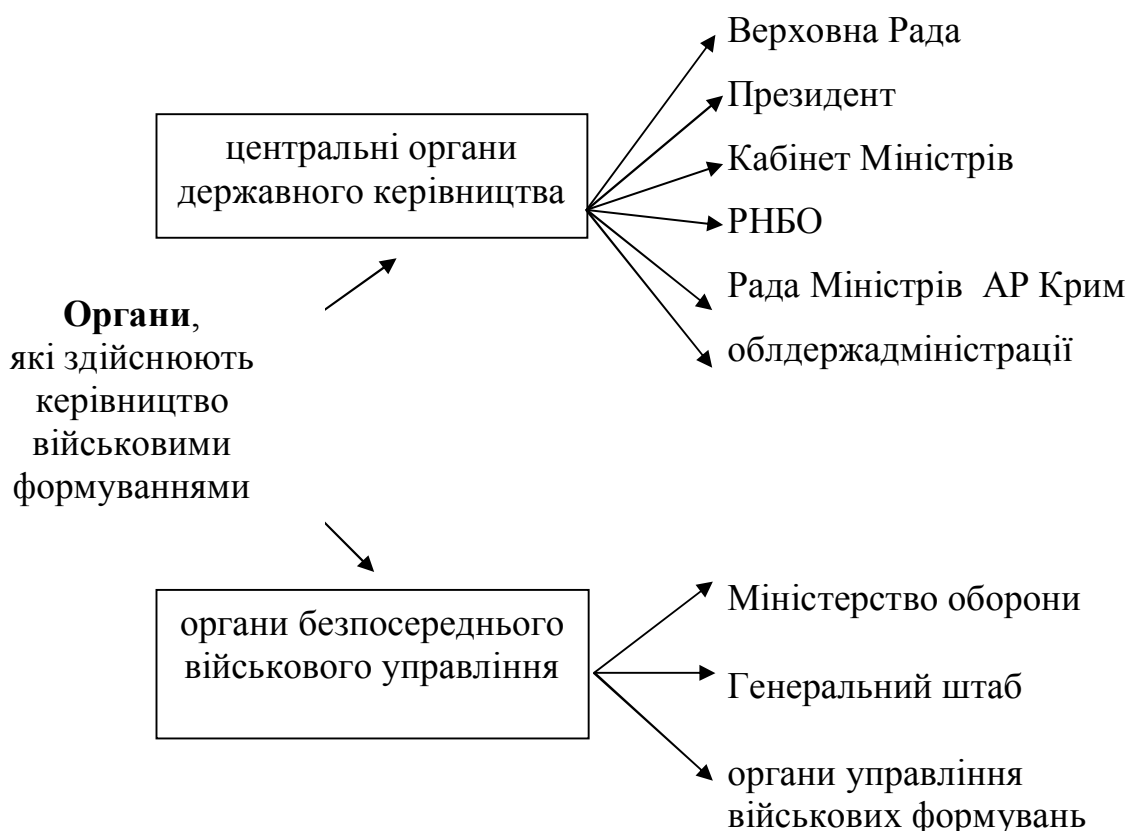 Органи,
які здійснюють
керівництво
військовими
формуваннями
центральні органи
державного керівництва
Верховна Рада
Президент
Кабінет Міністрів
РНБО
Рада Міністрів АР Крим
облдержадміністрації
органи безпосереднього
військового управління
Міністерство оборони
Генеральний штаб
органи управління
військових формувань